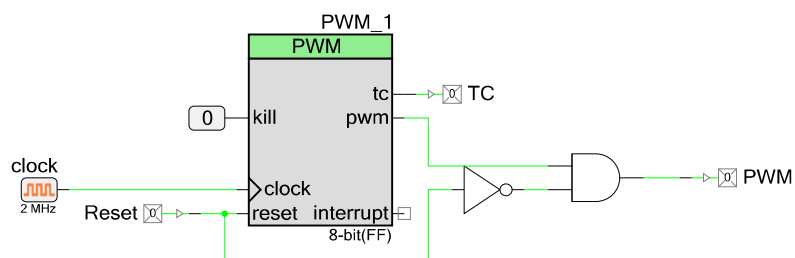 PWM_1
PWM
tc
0
TC
0
kill
pwm
clock
2 MHz
clock
0
PWM
Reset
0
reset
interrupt
8-bit(FF)